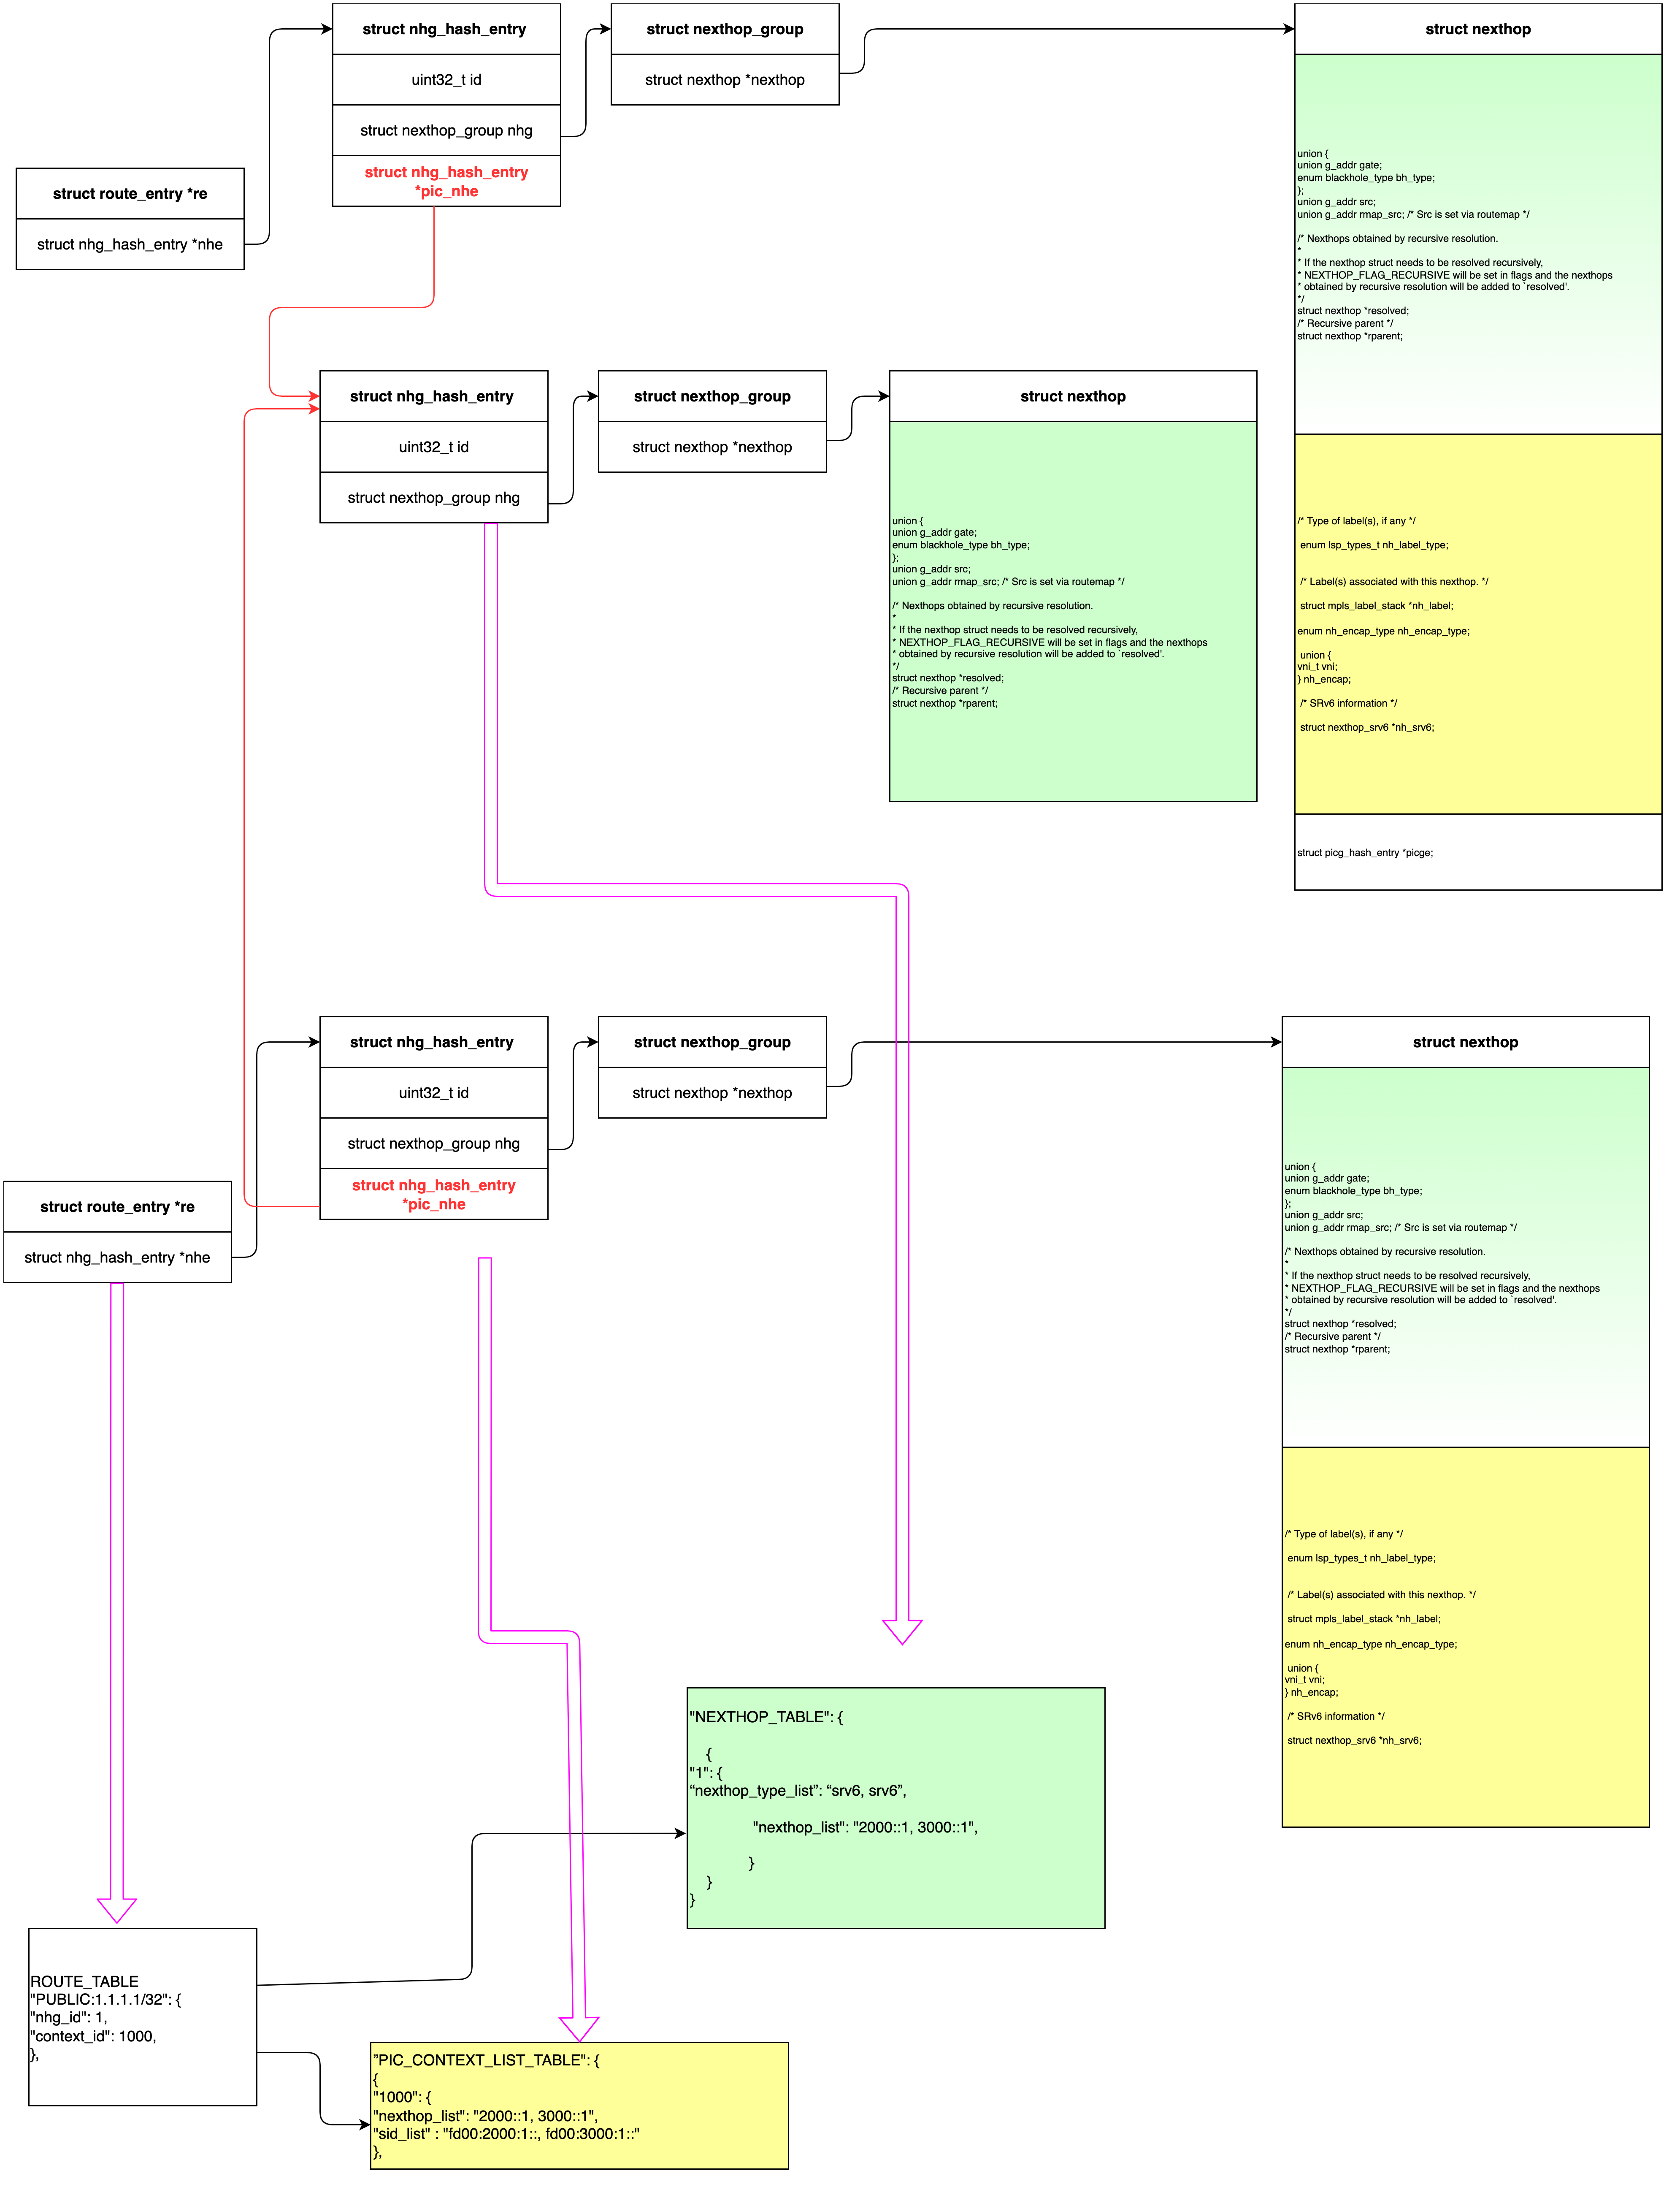 struct nhg_hash_entry
uint32_t id
struct nexthop_group nhg
struct nhg_hash_entry
*pic_nhe
struct nexthop_group
struct nexthop *nexthop
struct nexthop
union {
union g_addr gate;
enum blackhole_type bh_type;
};
union g_addr src;
union g_addr rmap_src; /* Src is set via routemap */
/* Nexthops obtained by recursive resolution.
*
* If the nexthop struct needs to be resolved recursively,
* NEXTHOP_FLAG_RECURSIVE will be set in flags and the nexthops
* obtained by recursive resolution will be added to `resolved'.
*/
struct nexthop *resolved;
/* Recursive parent */
struct nexthop *rparent;
/* Type of label(s), if any */
enum lsp_types_t nh_label_type;
/* Label(s) associated with this nexthop. */
struct mpls_label_stack *nh_label;
enum nh_encap_type nh_encap_type;
union {
vni_t vni;
} nh_encap;
/* SRv6 information */
struct nexthop_srv6 *nh_srv6;
struct picg_hash_entry *picge;
struct route_entry *re
struct nhg_hash_entry *nhe
struct nhg_hash_entry
uint32_t id
struct nexthop_group nhg
struct nexthop_group
struct nexthop *nexthop
struct nexthop
union {
union g_addr gate;
enum blackhole_type bh_type;
};
union g_addr src;
union g_addr rmap_src; /* Src is set via routemap */
/* Nexthops obtained by recursive resolution.
*
* If the nexthop struct needs to be resolved recursively,
* NEXTHOP_FLAG_RECURSIVE will be set in flags and the nexthops
* obtained by recursive resolution will be added to `resolved'.
*/
struct nexthop *resolved;
/* Recursive parent */
struct nexthop *rparent;
struct nhg_hash_entry
uint32_t id
struct nexthop_group nhg
struct nhg_hash_entry
*pic_nhe
struct nexthop_group
struct nexthop *nexthop
struct nexthop
union {
union g_addr gate;
enum blackhole_type bh_type;
};
union g_addr src;
union g_addr rmap_src; /* Src is set via routemap */
/* Nexthops obtained by recursive resolution.
*
* If the nexthop struct needs to be resolved recursively,
* NEXTHOP_FLAG_RECURSIVE will be set in flags and the nexthops
* obtained by recursive resolution will be added to `resolved'.
*/
struct nexthop *resolved;
/* Recursive parent */
struct nexthop *rparent;
/* Type of label(s), if any */
enum lsp_types_t nh_label_type;
/* Label(s) associated with this nexthop. */
struct mpls_label_stack *nh_label;
enum nh_encap_type nh_encap_type;
union {
vni_t vni;
} nh_encap;
/* SRv6 information */
struct nexthop_srv6 *nh_srv6;
struct route_entry *re
struct nhg_hash_entry *nhe
"NEXTHOP_TABLE": {
{
"1": {
“nexthop_type_list”: “srv6, srv6”,
"nexthop_list": "2000::1, 3000::1",
}
}
}
ROUTE_TABLE
"PUBLIC:1.1.1.1/32": {
"nhg_id": 1,
"context_id": 1000,
},
”PIC_CONTEXT_LIST_TABLE": {
{
"1000": {
"nexthop_list": "2000::1, 3000::1",
"sid_list" : "fd00:2000:1::, fd00:3000:1::"
},